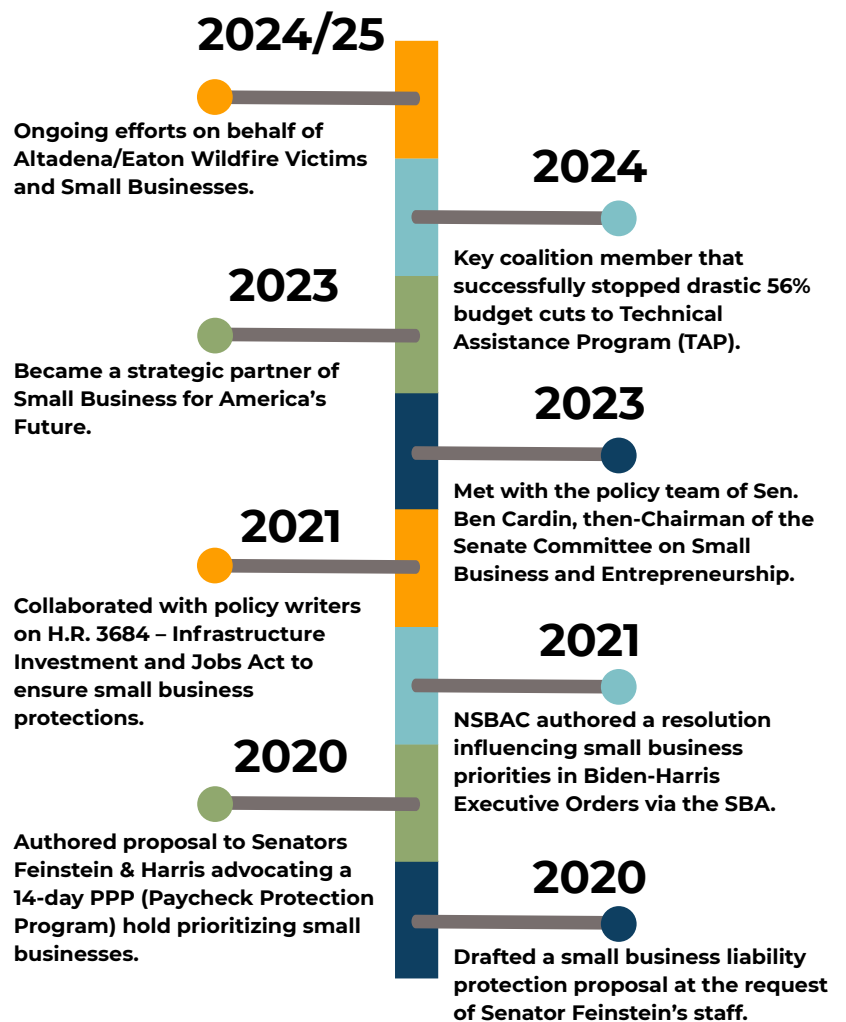 2024/25
Ongoing efforts on behalf of
Altadena/Eaton Wildfire Victims
and Small Businesses.
2024
Key coalition member that
successfully stopped drastic 56%
budget cuts to Technical
Assistance Program (TAP).
2023
Became a strategic partner of
Small Business for America's
Future.
2023
Met with the policy team of Sen.
Ben Cardin, then-Chairman of the
Senate Committee on Small
Business and Entrepreneurship.
2021
Collaborated with policy writers
on H.R. 3684 – Infrastructure
Investment and Jobs Act to
ensure small business
protections.
2021
NSBAC authored a resolution
influencing small business
priorities in Biden-Harris
Executive Orders via the SBA.
2020
Authored proposal to Senators
Feinstein & Harris advocating a
14-day PPP (Paycheck Protection
Program) hold prioritizing small
businesses.
2020
Drafted a small business liability
protection proposal at the request
of Senator Feinstein's staff.